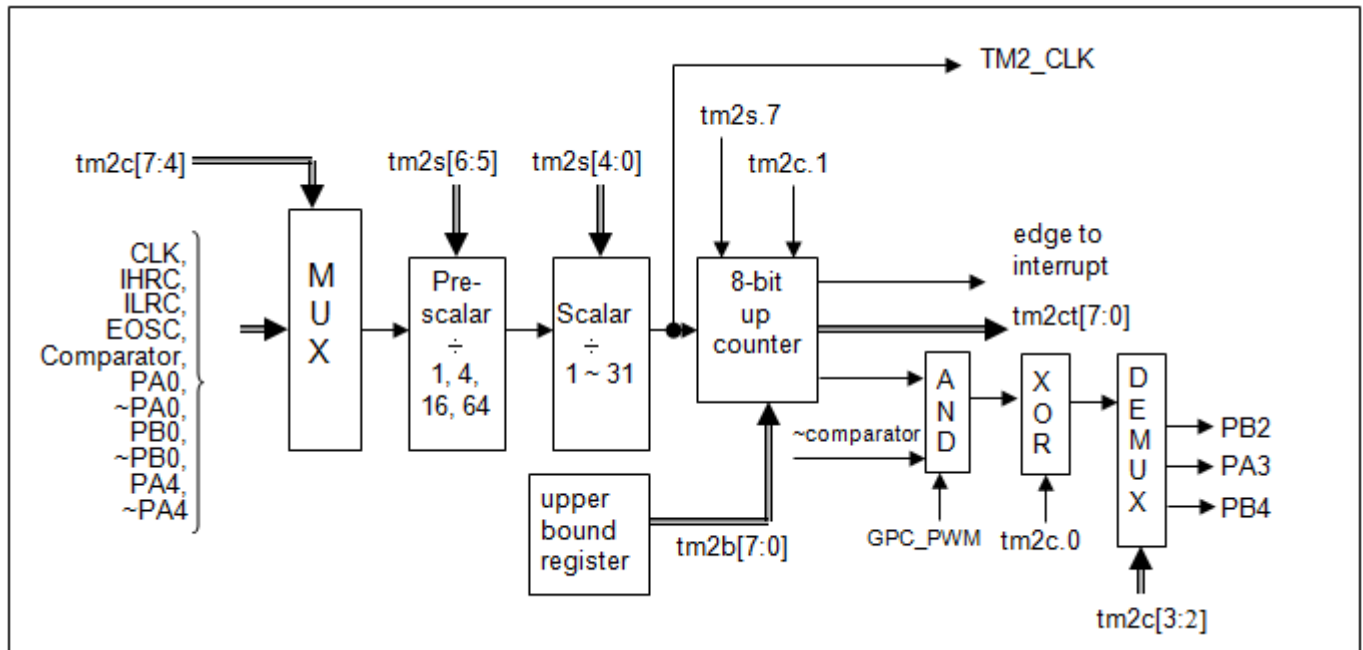 TM2_CLK
tm2s.7
tm2c[7:4]
tm2s[6:5]
tm2s[4:0]
tm2c.1
CLK,
IHRC,
ILRC,
EOSC,
Comparator,
PA0,
~PA0,
PB0,
~PB0,
PA4,
~PA4
M
U
X
Pre-
scalar
÷
1, 4,
16, 64
Scalar
÷
1 ~ 31
8-bit
up
counter
edge to
interrupt
tm2ct[7:0]
A
N
D
X
O
R
D
E
M
U
X
~comparator
PB2
PA3
PB4
upper
bound
register
tm2b[7:0]
GPC_PWM
tm2c.0
tm2c[3:2]